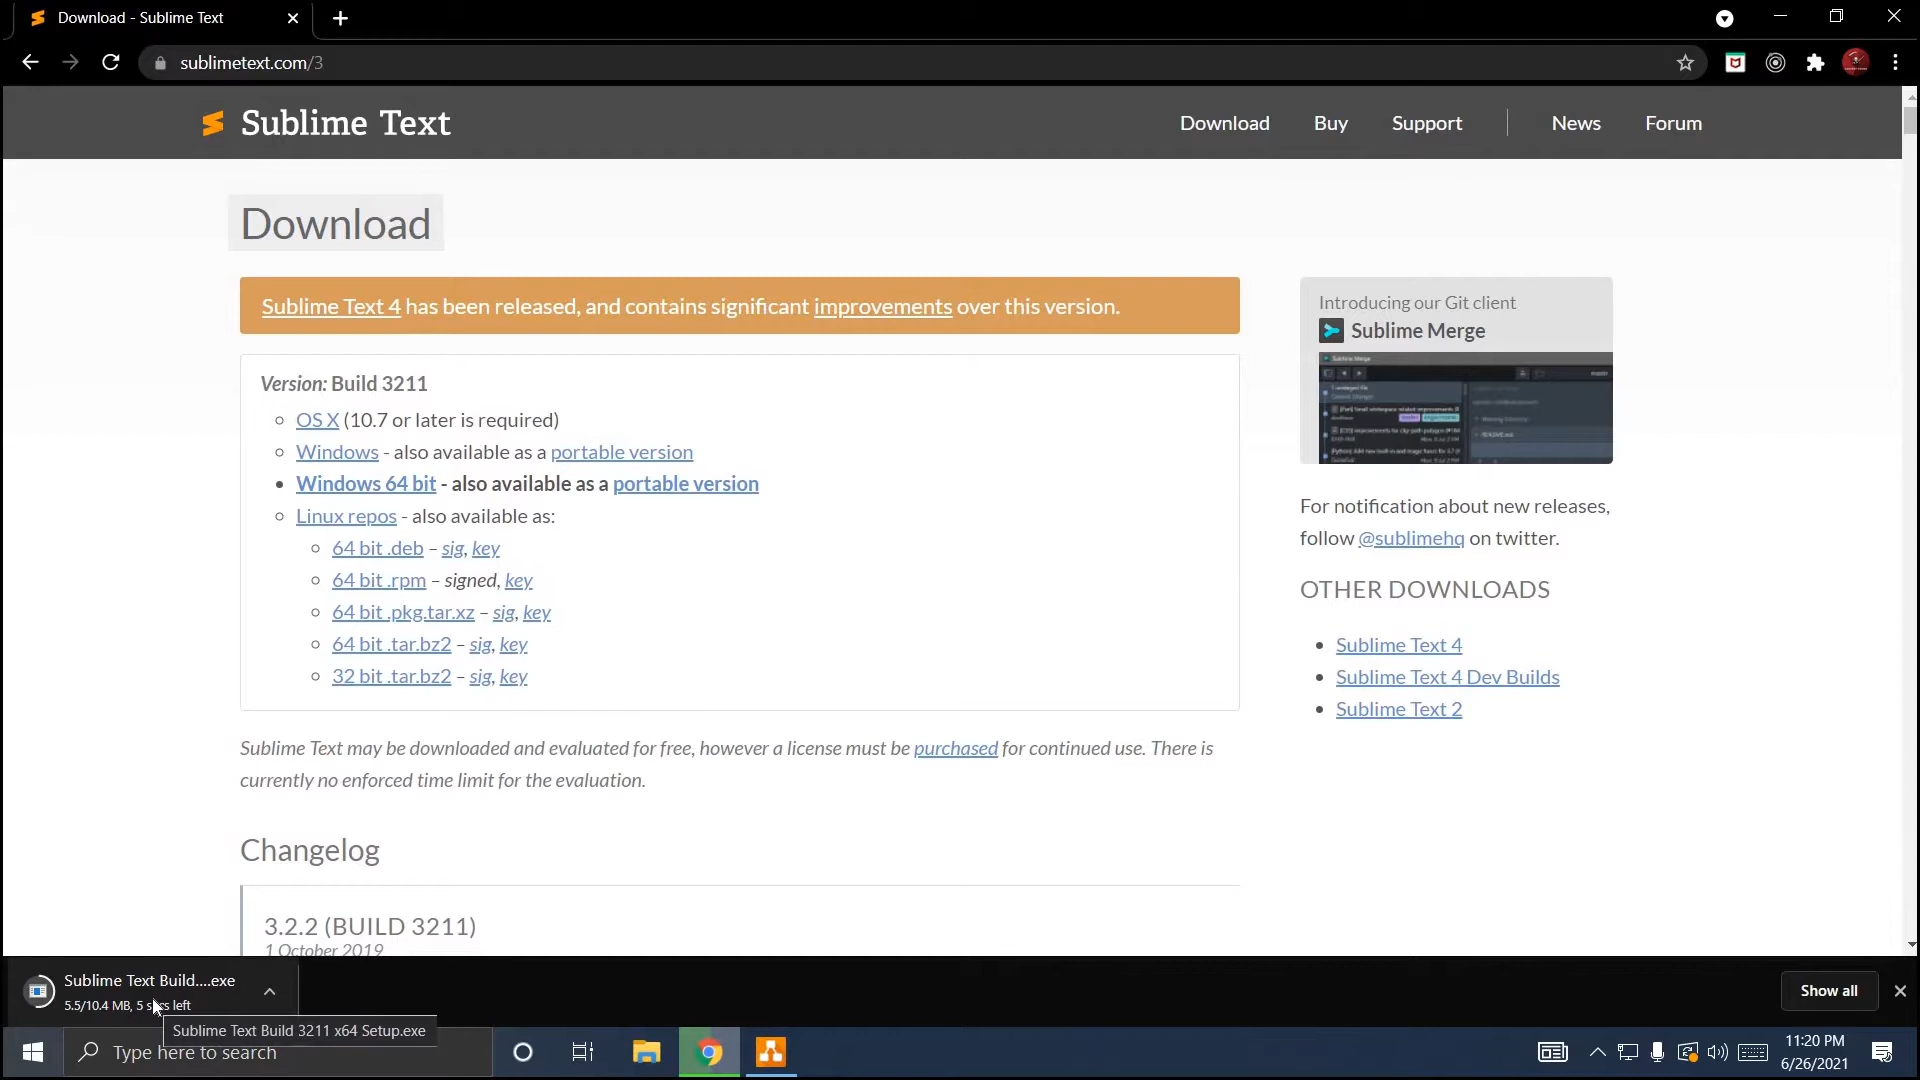 Download - Sublime Text
sublimetext.com/3
Sublime Text
Download Buy Support News Forum
Download
Sublime Text 4 has been released, and contains significant improvements over this version.
Version: Build 3211
OS X (10.7 or later is required)
Windows - also available as a portable version
Windows 64 bit - also available as a portable version
Linux repos - also available as:
64 bit .deb – sig, key
64 bit .rpm – signed, key
64 bit .pkg.tar.xz – sig, key
64 bit .tar.bz2 – sig, key
32 bit .tar.bz2 – sig, key
Sublime Text may be downloaded and evaluated for free, however a license must be purchased for continued use. There is
currently no enforced time limit for the evaluation.
Changelog
3.2.2 (BUILD 3211)
1 October 2019
Introducing our Git client
Sublime Merge
For notification about new releases,
follow @sublimehq on twitter.
OTHER DOWNLOADS
Sublime Text 4
Sublime Text 4 Dev Builds
Sublime Text 2
Sublime Text Build....exe
5.5/10.4 MB, 5 secs left
Show all
Sublime Text Build 3211 x64 Setup.exe
Type here to search
11:20 PM
6/26/2021